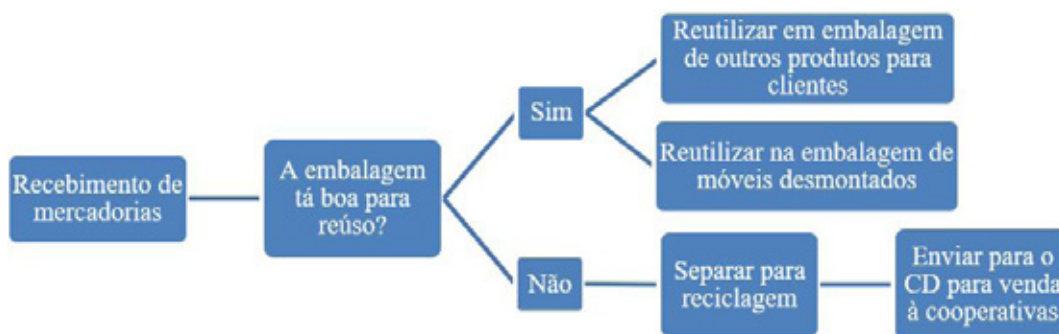 Recebimento de
mercadorias
A embalagem
tá boa para
reúso?
Sim
Reutilizar em embalagem
de outros produtos para
clientes
Reutilizar na embalagem de
móveis desmontados
Não
Separar para
reciclagem
Enviar para o
CD para venda
à cooperativas